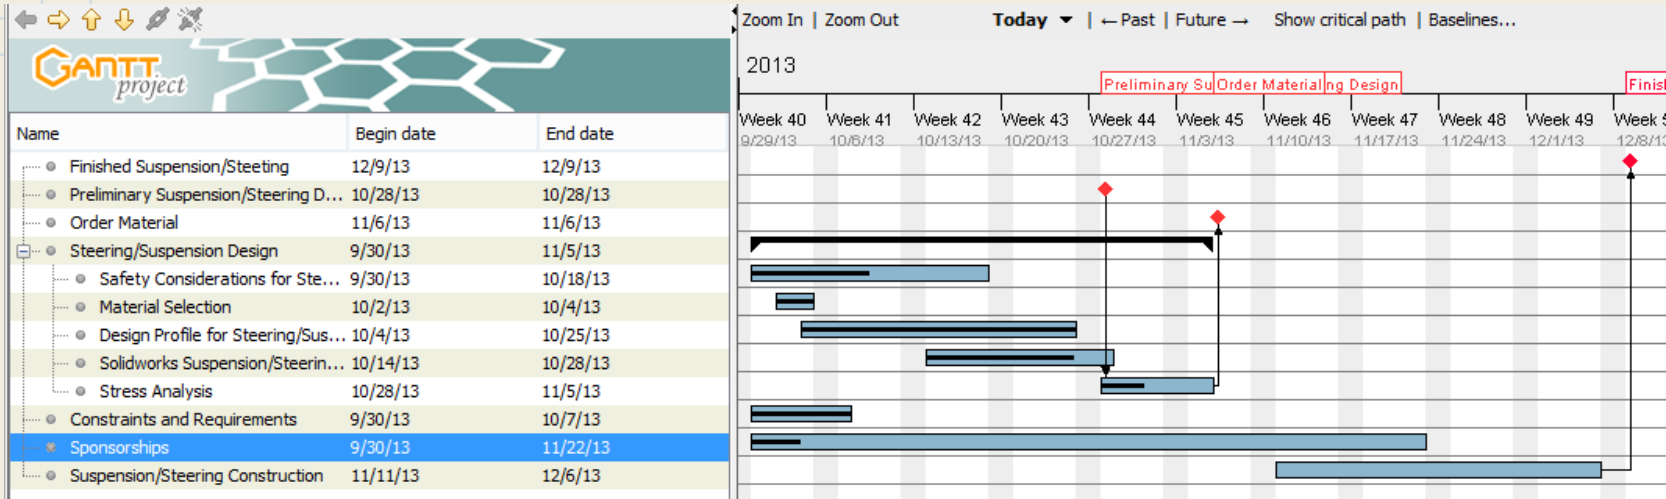 Zoom In | Zoom Out Today ▼ | ←Past | Future → Show critical path | Baselines...
GANTT
project
2013
Preliminary Su Order Material ng Design Finish
Name Begin date End date
Week 40 Week 41 Week 42 Week 43 Week 44 Week 45 Week 46 Week 47 Week 48 Week 49 Week 5
9/29/13 10/6/13 10/13/13 10/20/13 10/27/13 11/3/13 11/10/13 11/17/13 11/24/13 12/1/13 12/8/13
Finished Suspension/Steeting 12/9/13 12/9/13
Preliminary Suspension/Steering D... 10/28/13 10/28/13
Order Material 11/6/13 11/6/13
Steering/Suspension Design 9/30/13 11/5/13
Safety Considerations for Ste... 9/30/13 10/18/13
Material Selection 10/2/13 10/4/13
Design Profile for Steering/Sus... 10/4/13 10/25/13
Solidworks Suspension/Steerin... 10/14/13 10/28/13
Stress Analysis 10/28/13 11/5/13
Constraints and Requirements 9/30/13 10/7/13
Sponsorships 9/30/13 11/22/13
Suspension/Steering Construction 11/11/13 12/6/13